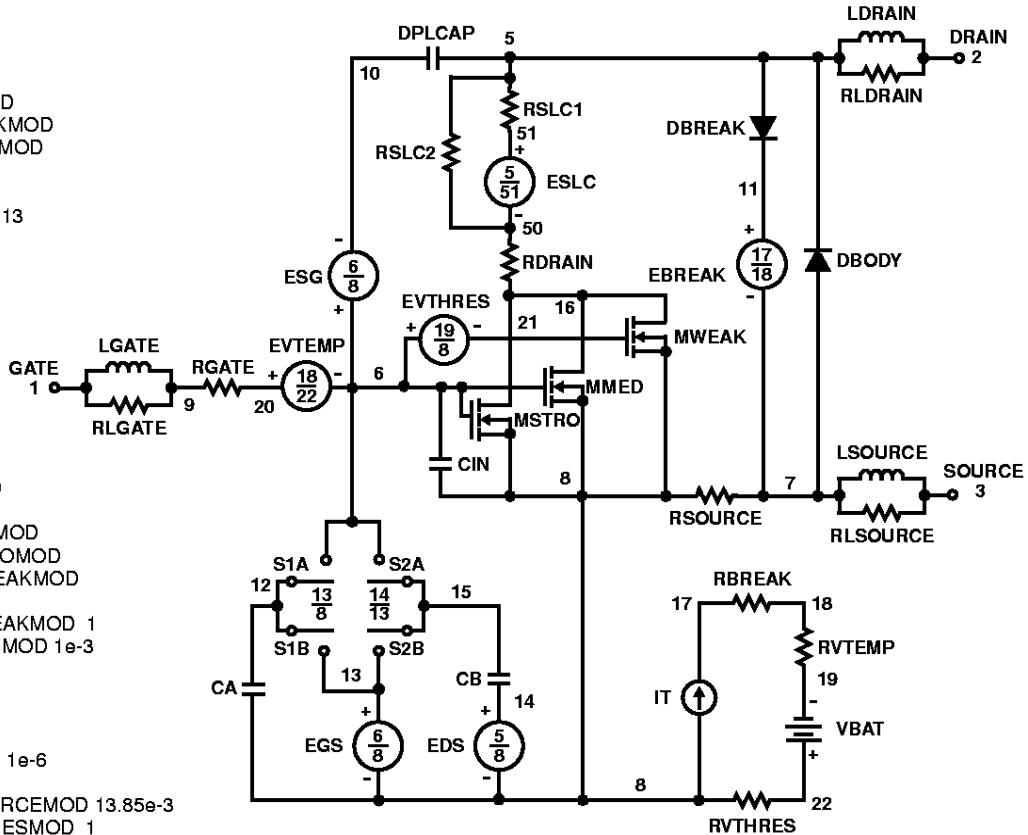 LDRAIN
DPLCAP 5 DRAIN
10 2
RLDRAIN
D
KMOD
MOD
RSLC1
51
DBREAK
RSLC2
+
5
51
ESLC
11
13
-
50
+
-
RDRAIN
17
18
DBODY
ESG
6
8
EBREAK
-
EVTHRES
16
+
+
19
8
-
21
MWEAK
LGATE
EVTEMP
GATE
RGATE
1
+
18
22
-
6
MMED
9
20
RLGATE
MSTRO
CIN
LSOURCE
8
7
SOURCE
3
RSOURCE
RLSOURCE
MOD
OMOD
EAKMOD
S1A
S2A
12
13
8
14
13
15
RBREAK
17
18
EAKMOD 1
MOD 1e-3
S1B
S2B
RVTEMP
13
CB
19
CA
14
IT
-
+
+
VBAT
EGS
6
8
EDS
5
8
+
1e-6
-
-
8
22
RCEMOD 13.85e-3
ESMOD 1
RVTHRES